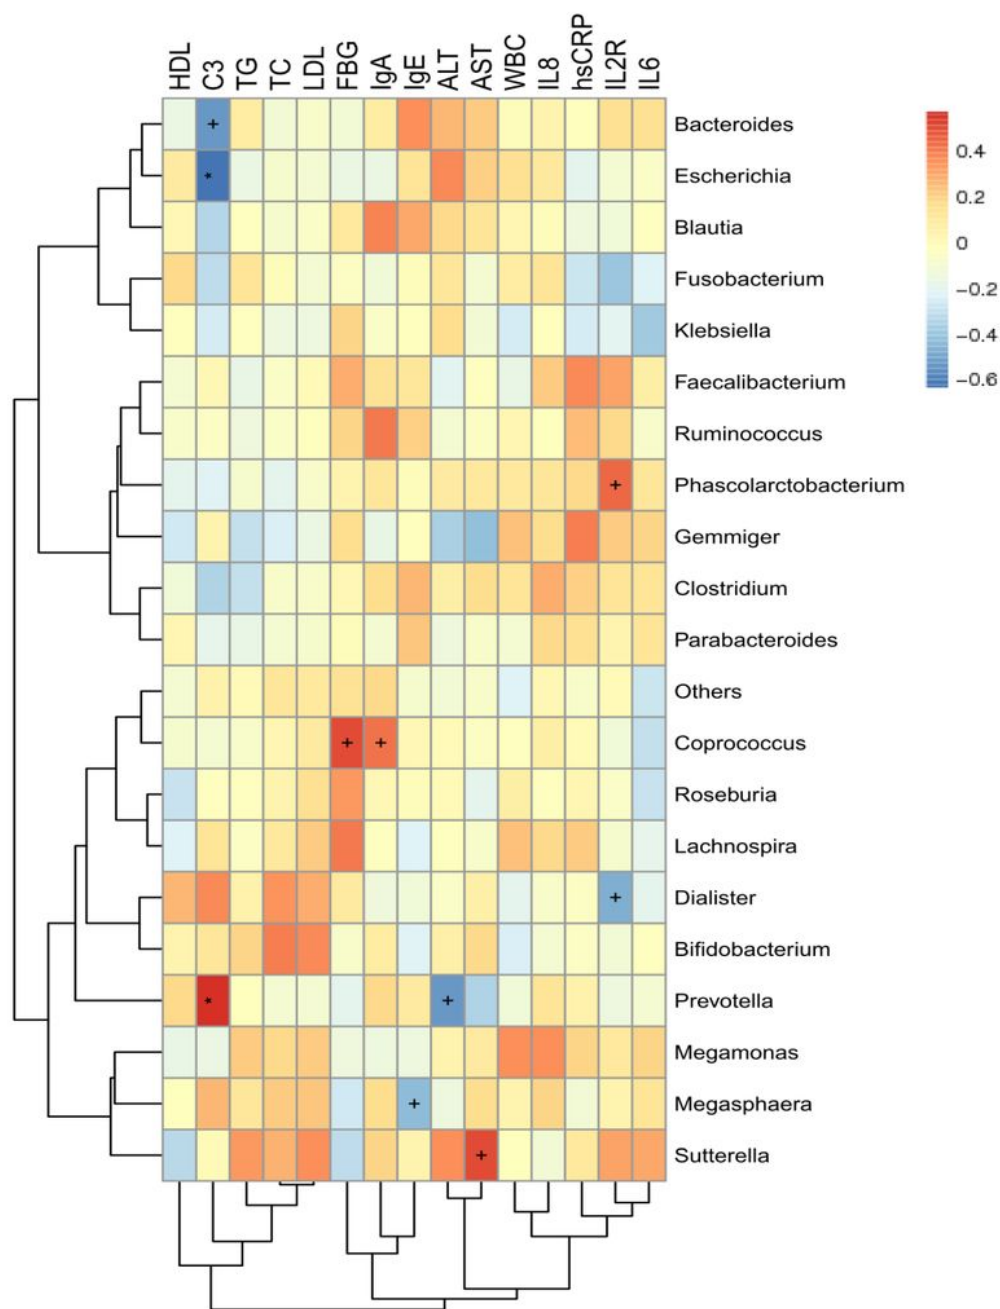 HDL C3 TG TC LDL FBG IgA IgE ALT AST WBC IL8 hsCRP IL2R IL6
+ Bacteroides
* Escherichia
Blautia
Fusobacterium
Klebsiella
Faecalibacterium
Ruminococcus
+ Phascolarctobacterium
Gemmiger
Clostridium
Parabacteroides
Others
+ + Coprococcus
Roseburia
Lachnospira
+ Dialister
Bifidobacterium
* + Prevotella
Megamonas
+ Megasphaera
+ Sutterella
0.4
0.2
0
−0.2
−0.4
−0.6